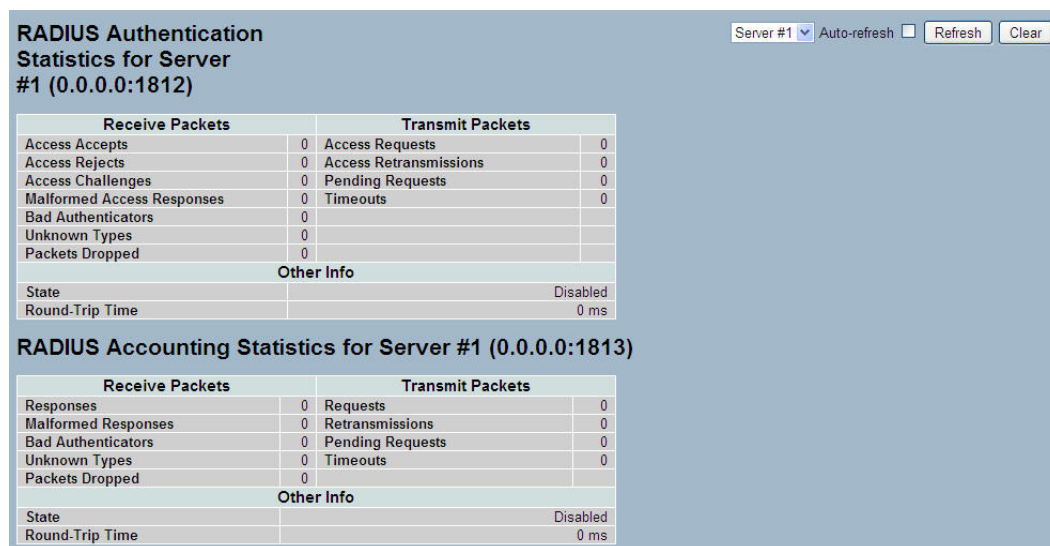 RADIUS Authentication
Statistics for Server
#1 (0.0.0.0:1812)
Server #1 Auto-refresh Refresh Clear
Receive Packets Transmit Packets
Access Accepts 0 Access Requests 0
Access Rejects 0 Access Retransmissions 0
Access Challenges 0 Pending Requests 0
Malformed Access Responses 0 Timeouts 0
Bad Authenticators 0
Unknown Types 0
Packets Dropped 0
Other Info
State Disabled
Round-Trip Time 0 ms
RADIUS Accounting Statistics for Server #1 (0.0.0.0:1813)
Receive Packets Transmit Packets
Responses 0 Requests 0
Malformed Responses 0 Retransmissions 0
Bad Authenticators 0 Pending Requests 0
Unknown Types 0 Timeouts 0
Packets Dropped 0
Other Info
State Disabled
Round-Trip Time 0 ms